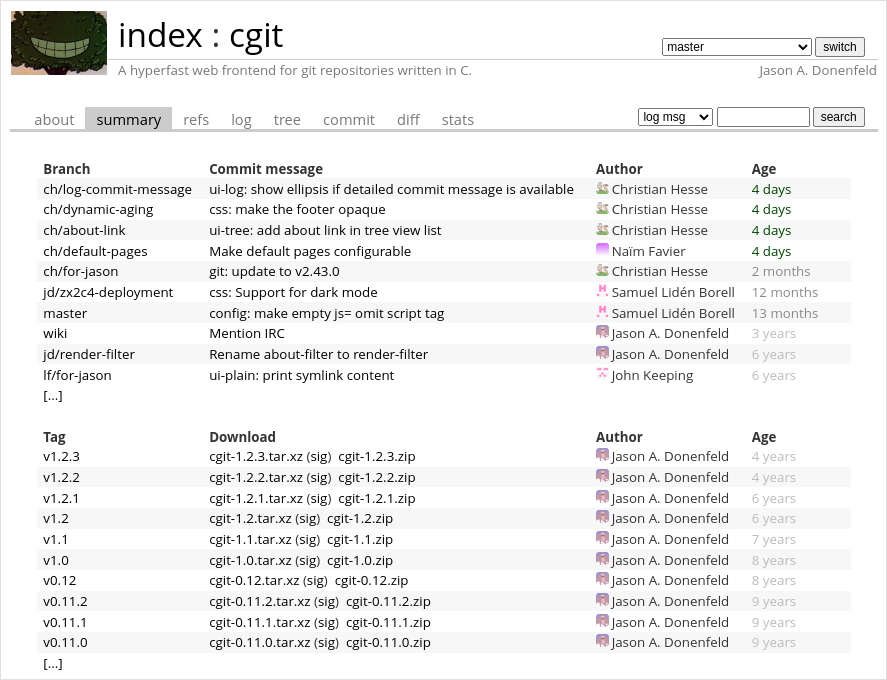 index : cgit
master switch
A hyperfast web frontend for git repositories written in C. Jason A. Donenfeld
about summary refs log tree commit diff stats log msg search
Branch Commit message Author Age
ch/log-commit-message ui-log: show ellipsis if detailed commit message is available Christian Hesse 4 days
ch/dynamic-aging css: make the footer opaque Christian Hesse 4 days
ch/about-link ui-tree: add about link in tree view list Christian Hesse 4 days
ch/default-pages Make default pages configurable Naïm Favier 4 days
ch/for-jason git: update to v2.43.0 Christian Hesse 2 months
jd/zx2c4-deployment css: Support for dark mode Samuel Lidén Borell 12 months
master config: make empty js= omit script tag Samuel Lidén Borell 13 months
wiki Mention IRC Jason A. Donenfeld 3 years
jd/render-filter Rename about-filter to render-filter Jason A. Donenfeld 6 years
lf/for-jason ui-plain: print symlink content John Keeping 6 years
[...]
Tag Download Author Age
v1.2.3 cgit-1.2.3.tar.xz (sig) cgit-1.2.3.zip Jason A. Donenfeld 4 years
v1.2.2 cgit-1.2.2.tar.xz (sig) cgit-1.2.2.zip Jason A. Donenfeld 4 years
v1.2.1 cgit-1.2.1.tar.xz (sig) cgit-1.2.1.zip Jason A. Donenfeld 6 years
v1.2 cgit-1.2.tar.xz (sig) cgit-1.2.zip Jason A. Donenfeld 6 years
v1.1 cgit-1.1.tar.xz (sig) cgit-1.1.zip Jason A. Donenfeld 7 years
v1.0 cgit-1.0.tar.xz (sig) cgit-1.0.zip Jason A. Donenfeld 8 years
v0.12 cgit-0.12.tar.xz (sig) cgit-0.12.zip Jason A. Donenfeld 8 years
v0.11.2 cgit-0.11.2.tar.xz (sig) cgit-0.11.2.zip Jason A. Donenfeld 9 years
v0.11.1 cgit-0.11.1.tar.xz (sig) cgit-0.11.1.zip Jason A. Donenfeld 9 years
v0.11.0 cgit-0.11.0.tar.xz (sig) cgit-0.11.0.zip Jason A. Donenfeld 9 years
[...]